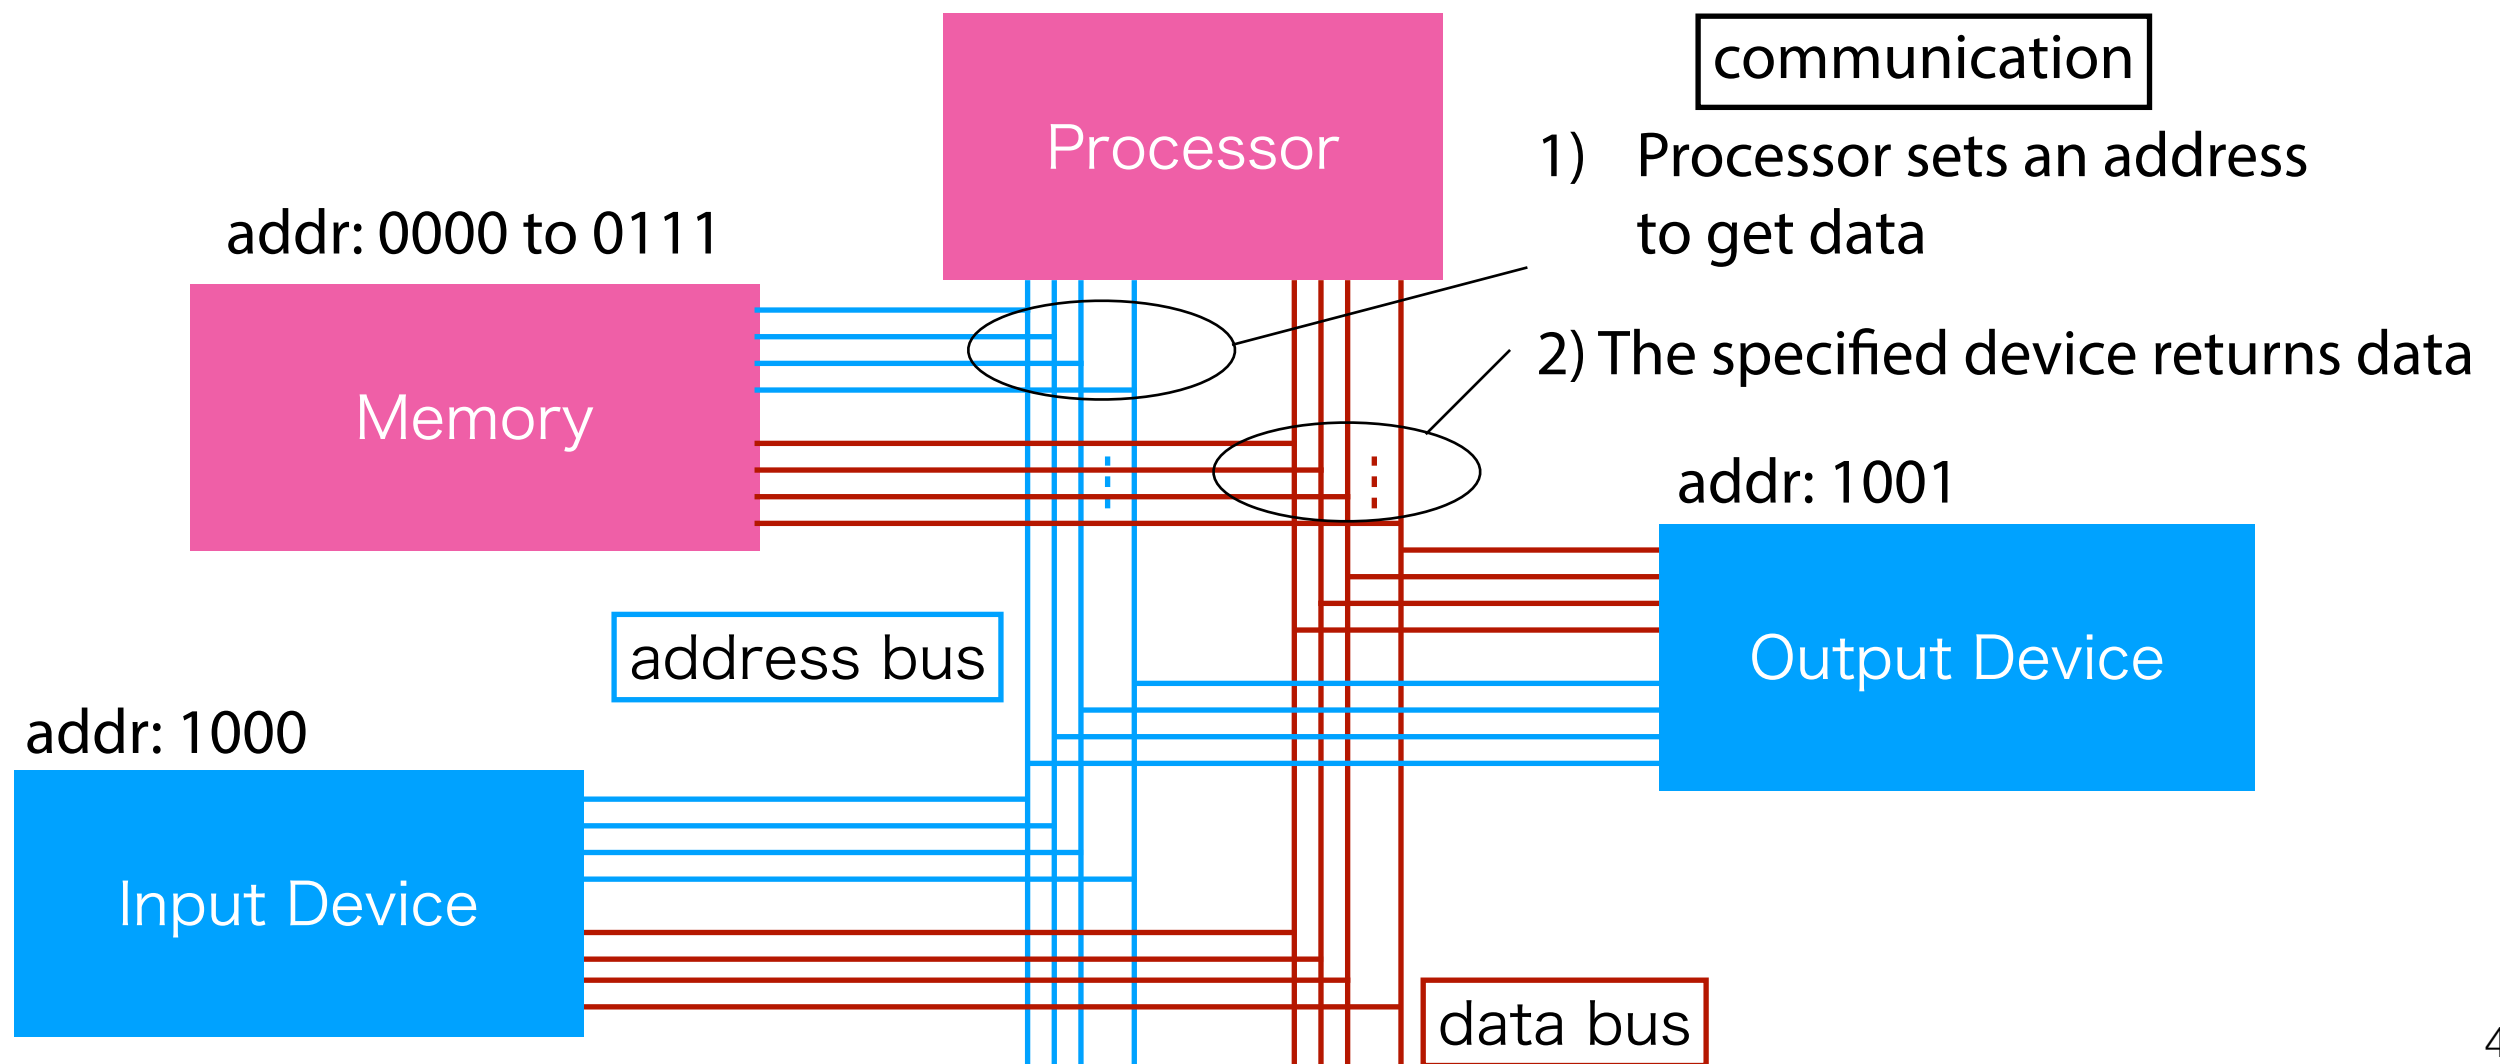 Processor
communication
1) Processor sets an address
to get data
addr: 0000 to 0111
Memory
2) The specified device returns data
addr: 1001
Output Device
address bus
addr: 1000
Input Device
data bus